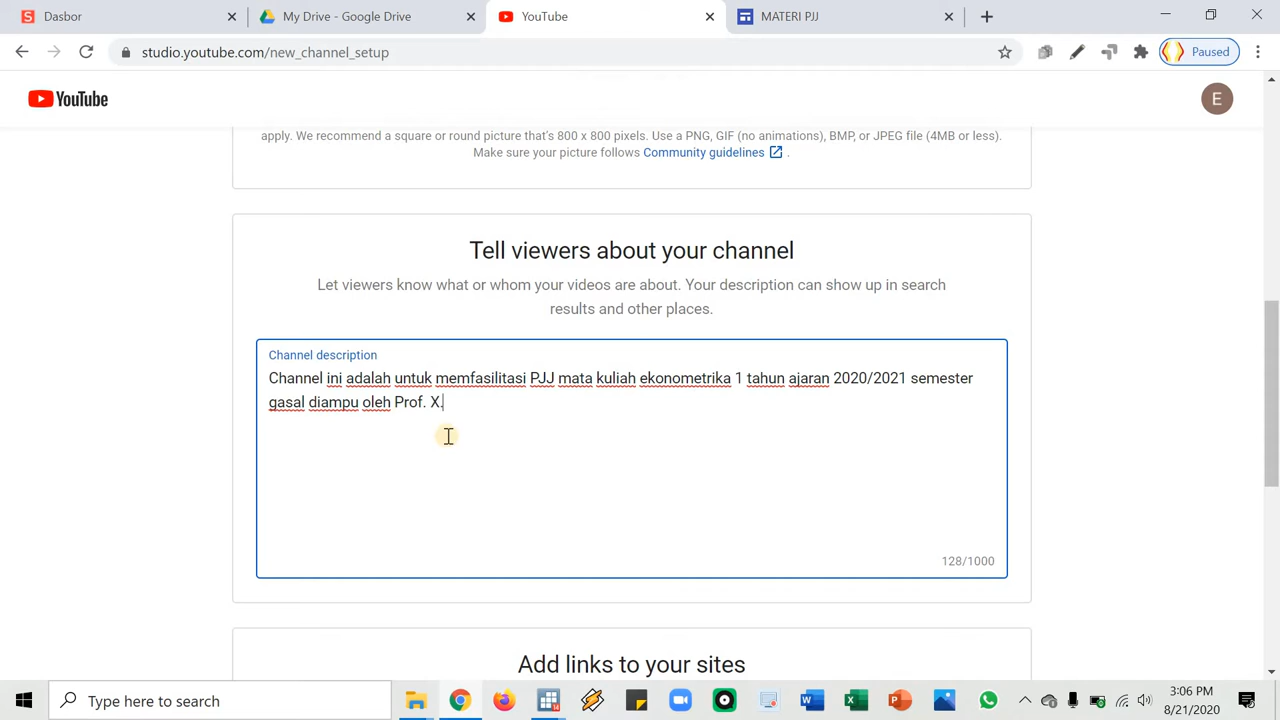 Dasbor
My Drive - Google Drive
YouTube
MATERI PJJ
studio.youtube.com/new_channel_setup
Paused
YouTube
E
apply. We recommend a square or round picture that's 800 x 800 pixels. Use a PNG, GIF (no animations), BMP, or JPEG file (4MB or less).
Make sure your picture follows Community guidelines .
Tell viewers about your channel
Let viewers know what or whom your videos are about. Your description can show up in search
results and other places.
Channel description
Channel ini adalah untuk memfasilitasi PJJ mata kuliah ekonometrika 1 tahun ajaran 2020/2021 semester
gasal diampu oleh Prof. X.
128/1000
Add links to your sites
Type here to search
3:06 PM
8/21/2020